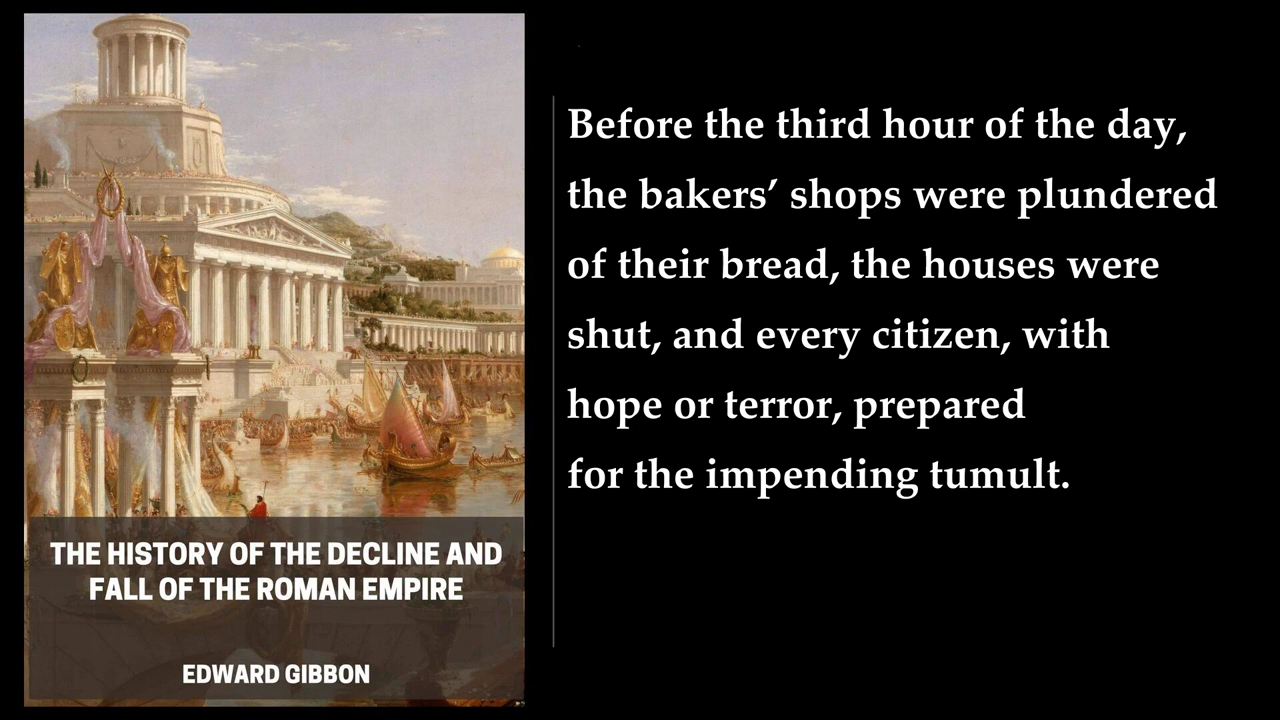 THE HISTORY OF THE DECLINE AND
FALL OF THE ROMAN EMPIRE
EDWARD GIBBON
Before the third hour of the day,
the bakers’ shops were plundered
of their bread, the houses were
shut, and every citizen, with
hope or terror, prepared
for the impending tumult.